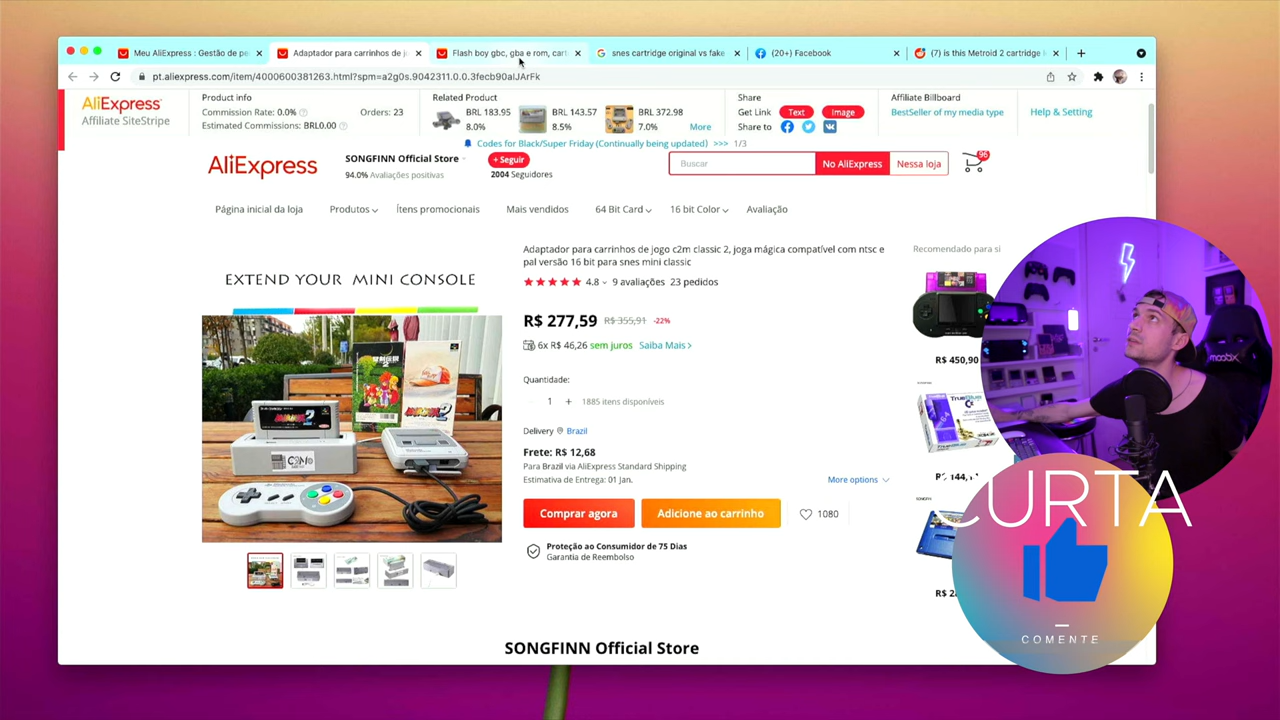 Meu AliExpress : Gestão de pe
Adaptador para carrinhos de j
Flash boy gbc, gba e rom, cart
snes cartridge original vs fake
(20+) Facebook
(7) is this Metroid 2 cartridge
pt.aliexpress.com/item/4000600381263.html?spm=a2g0s.9042311.0.0.3fecb90alJArFk
AliExpress
Affiliate SiteStripe
Product info
Commission Rate: 0.0%
Orders: 23
Estimated Commissions: BRL0.00
Related Product
BRL 183.95
8.0%
BRL 143.57
8.5%
BRL 372.98
7.0%
More
Share
Get Link
Text
Image
Share to
Affiliate Billboard
BestSeller of my media type
Help & Setting
Codes for Black/Super Friday (Continually being updated) >>> 1/3
AliExpress
SONGFINN Official Store
94.0% Avaliações positivas
+ Seguir
2004 Seguidores
Buscar
No AliExpress
Nessa loja
96
Página inicial da loja
Produtos
Ítens promocionais
Mais vendidos
64 Bit Card
16 bit Color
Avaliação
EXTEND YOUR MINI CONSOLE
Adaptador para carrinhos de jogo c2m classic 2, joga mágica compatível com ntsc e
pal versão 16 bit para snes mini classic
4.8
9 avaliações
23 pedidos
R$ 277,59
R$ 355,91
-22%
6x R$ 46,26 sem juros
Saiba Mais
Quantidade:
1
+
1885 itens disponíveis
Delivery
Brazil
Frete: R$ 12,68
Para Brazil via AliExpress Standard Shipping
Estimativa de Entrega: 01 Jan.
More options
Comprar agora
Adicione ao carrinho
1080
Proteção ao Consumidor de 75 Dias
Garantia de Reembolso
Recomendado para si
R$ 450,90
CURTA
COMENTE
SONGFINN Official Store